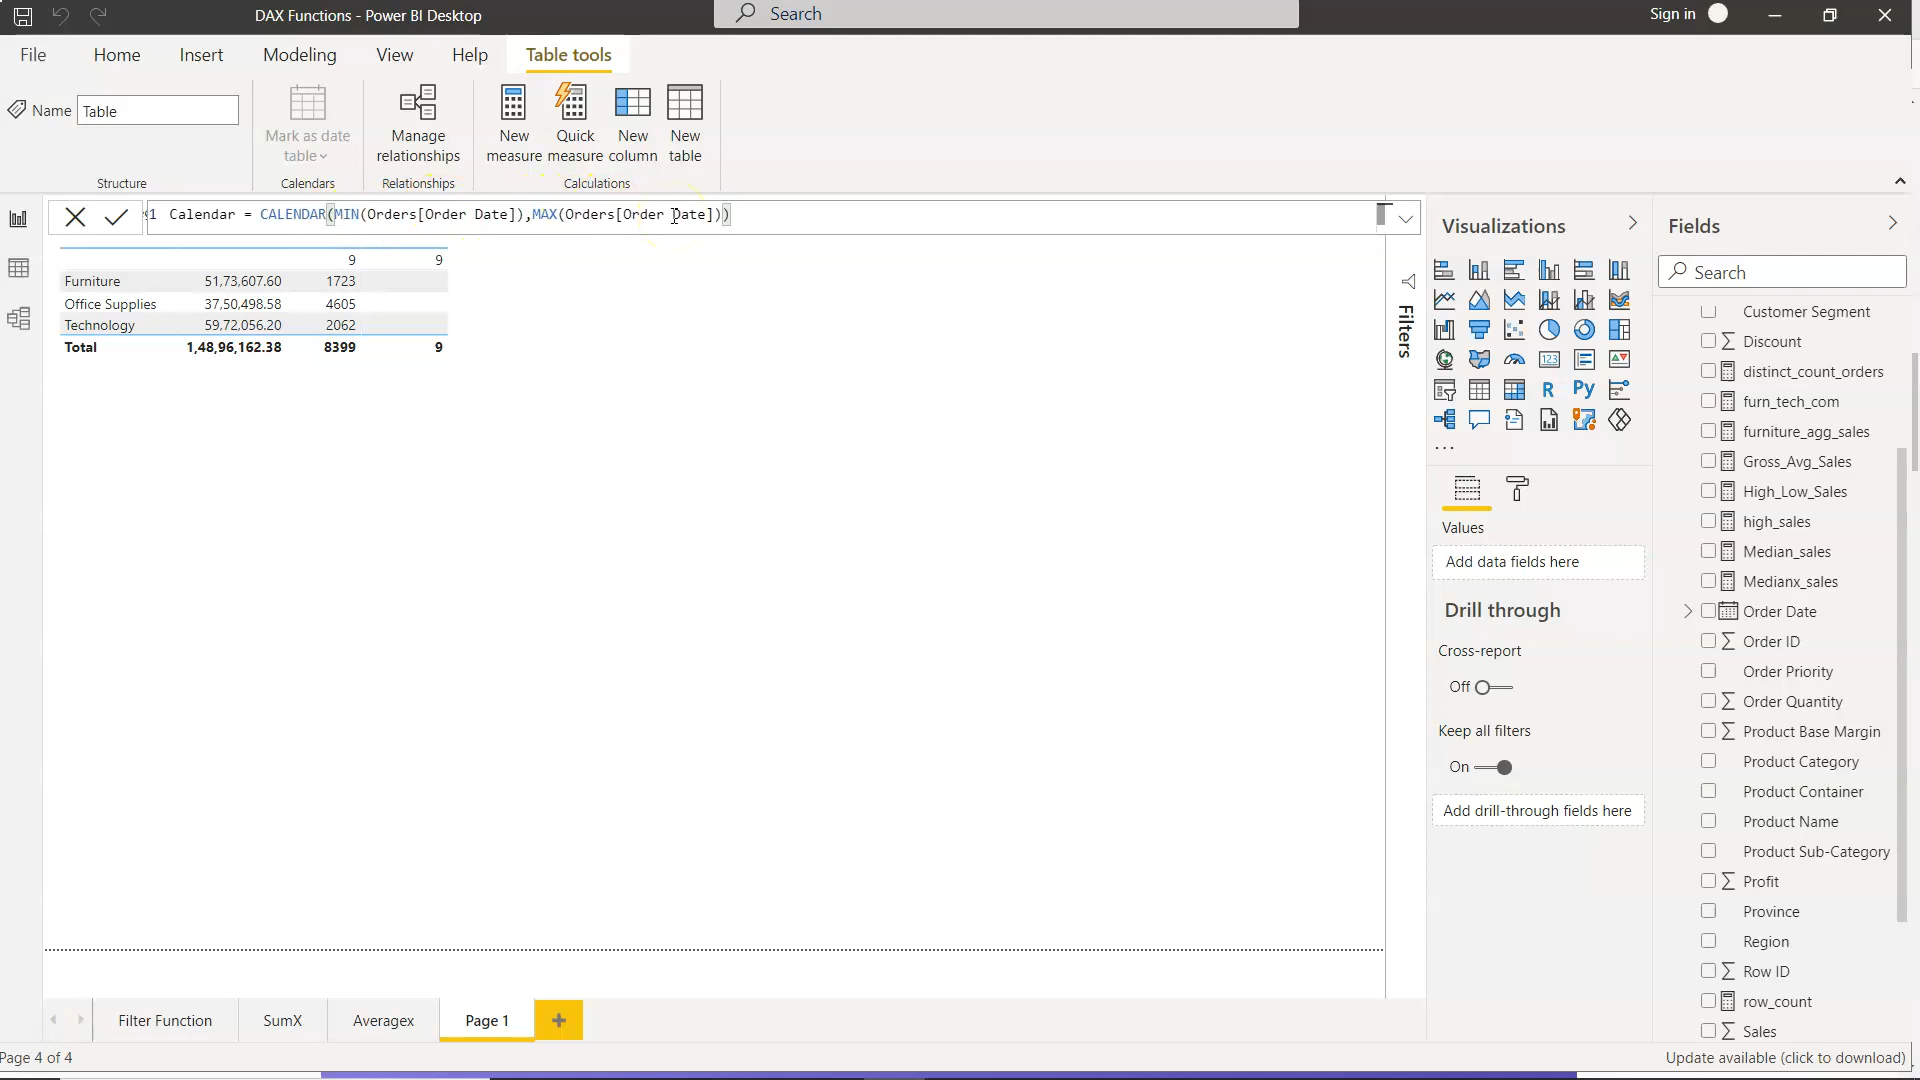 DAX Functions - Power BI Desktop
Search
Sign in
File
Home
Insert
Modeling
View
Help
Table tools
Name
Table
Mark as date table
Manage relationships
New measure
Quick measure
New column
New table
Structure
Calendars
Relationships
Calculations
1 Calendar = CALENDAR(MIN(Orders[Order Date]),MAX(Orders[Order Date]))
9 9
Furniture 51,73,607.60 1723
Office Supplies 37,50,498.58 4605
Technology 59,72,056.20 2062
Total 1,48,96,162.38 8399 9
Filters
Visualizations
123
R
Py
...
Values
Add data fields here
Drill through
Cross-report
Off
Keep all filters
On
Add drill-through fields here
Fields
Search
Customer Segment
Discount
distinct_count_orders
furn_tech_com
furniture_agg_sales
Gross_Avg_Sales
High_Low_Sales
high_sales
Median_sales
Medianx_sales
Order Date
Order ID
Order Priority
Order Quantity
Product Base Margin
Product Category
Product Container
Product Name
Product Sub-Category
Profit
Province
Region
Row ID
row_count
Sales
Filter Function
SumX
Averagex
Page 1
Page 4 of 4
Update available (click to download)